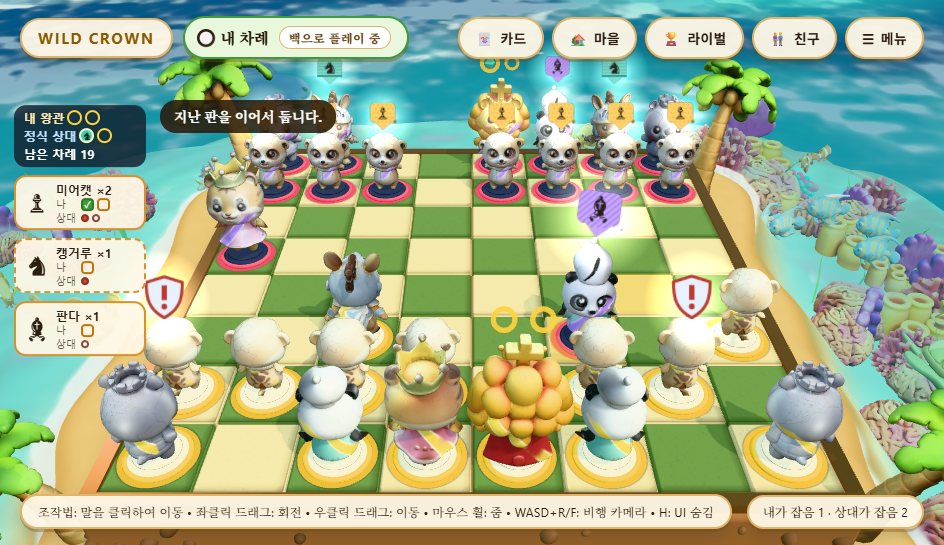 WILD CROWN
내 차례
백으로 플레이 중
카드
마을
라이벌
친구
☰ 메뉴
내 왕관
정식 상대
남은 차례 19
지난 판을 이어서 둡니다.
미어캣 ×2
나
상대
캥거루 ×1
나
상대
판다 ×1
나
상대
조작법: 말을 클릭하여 이동 • 좌클릭 드래그: 회전 • 우클릭 드래그: 이동 • 마우스 휠: 줌 • WASD+R/F: 비행 카메라 • H: UI 숨김
내가 잡음 1 · 상대가 잡음 2